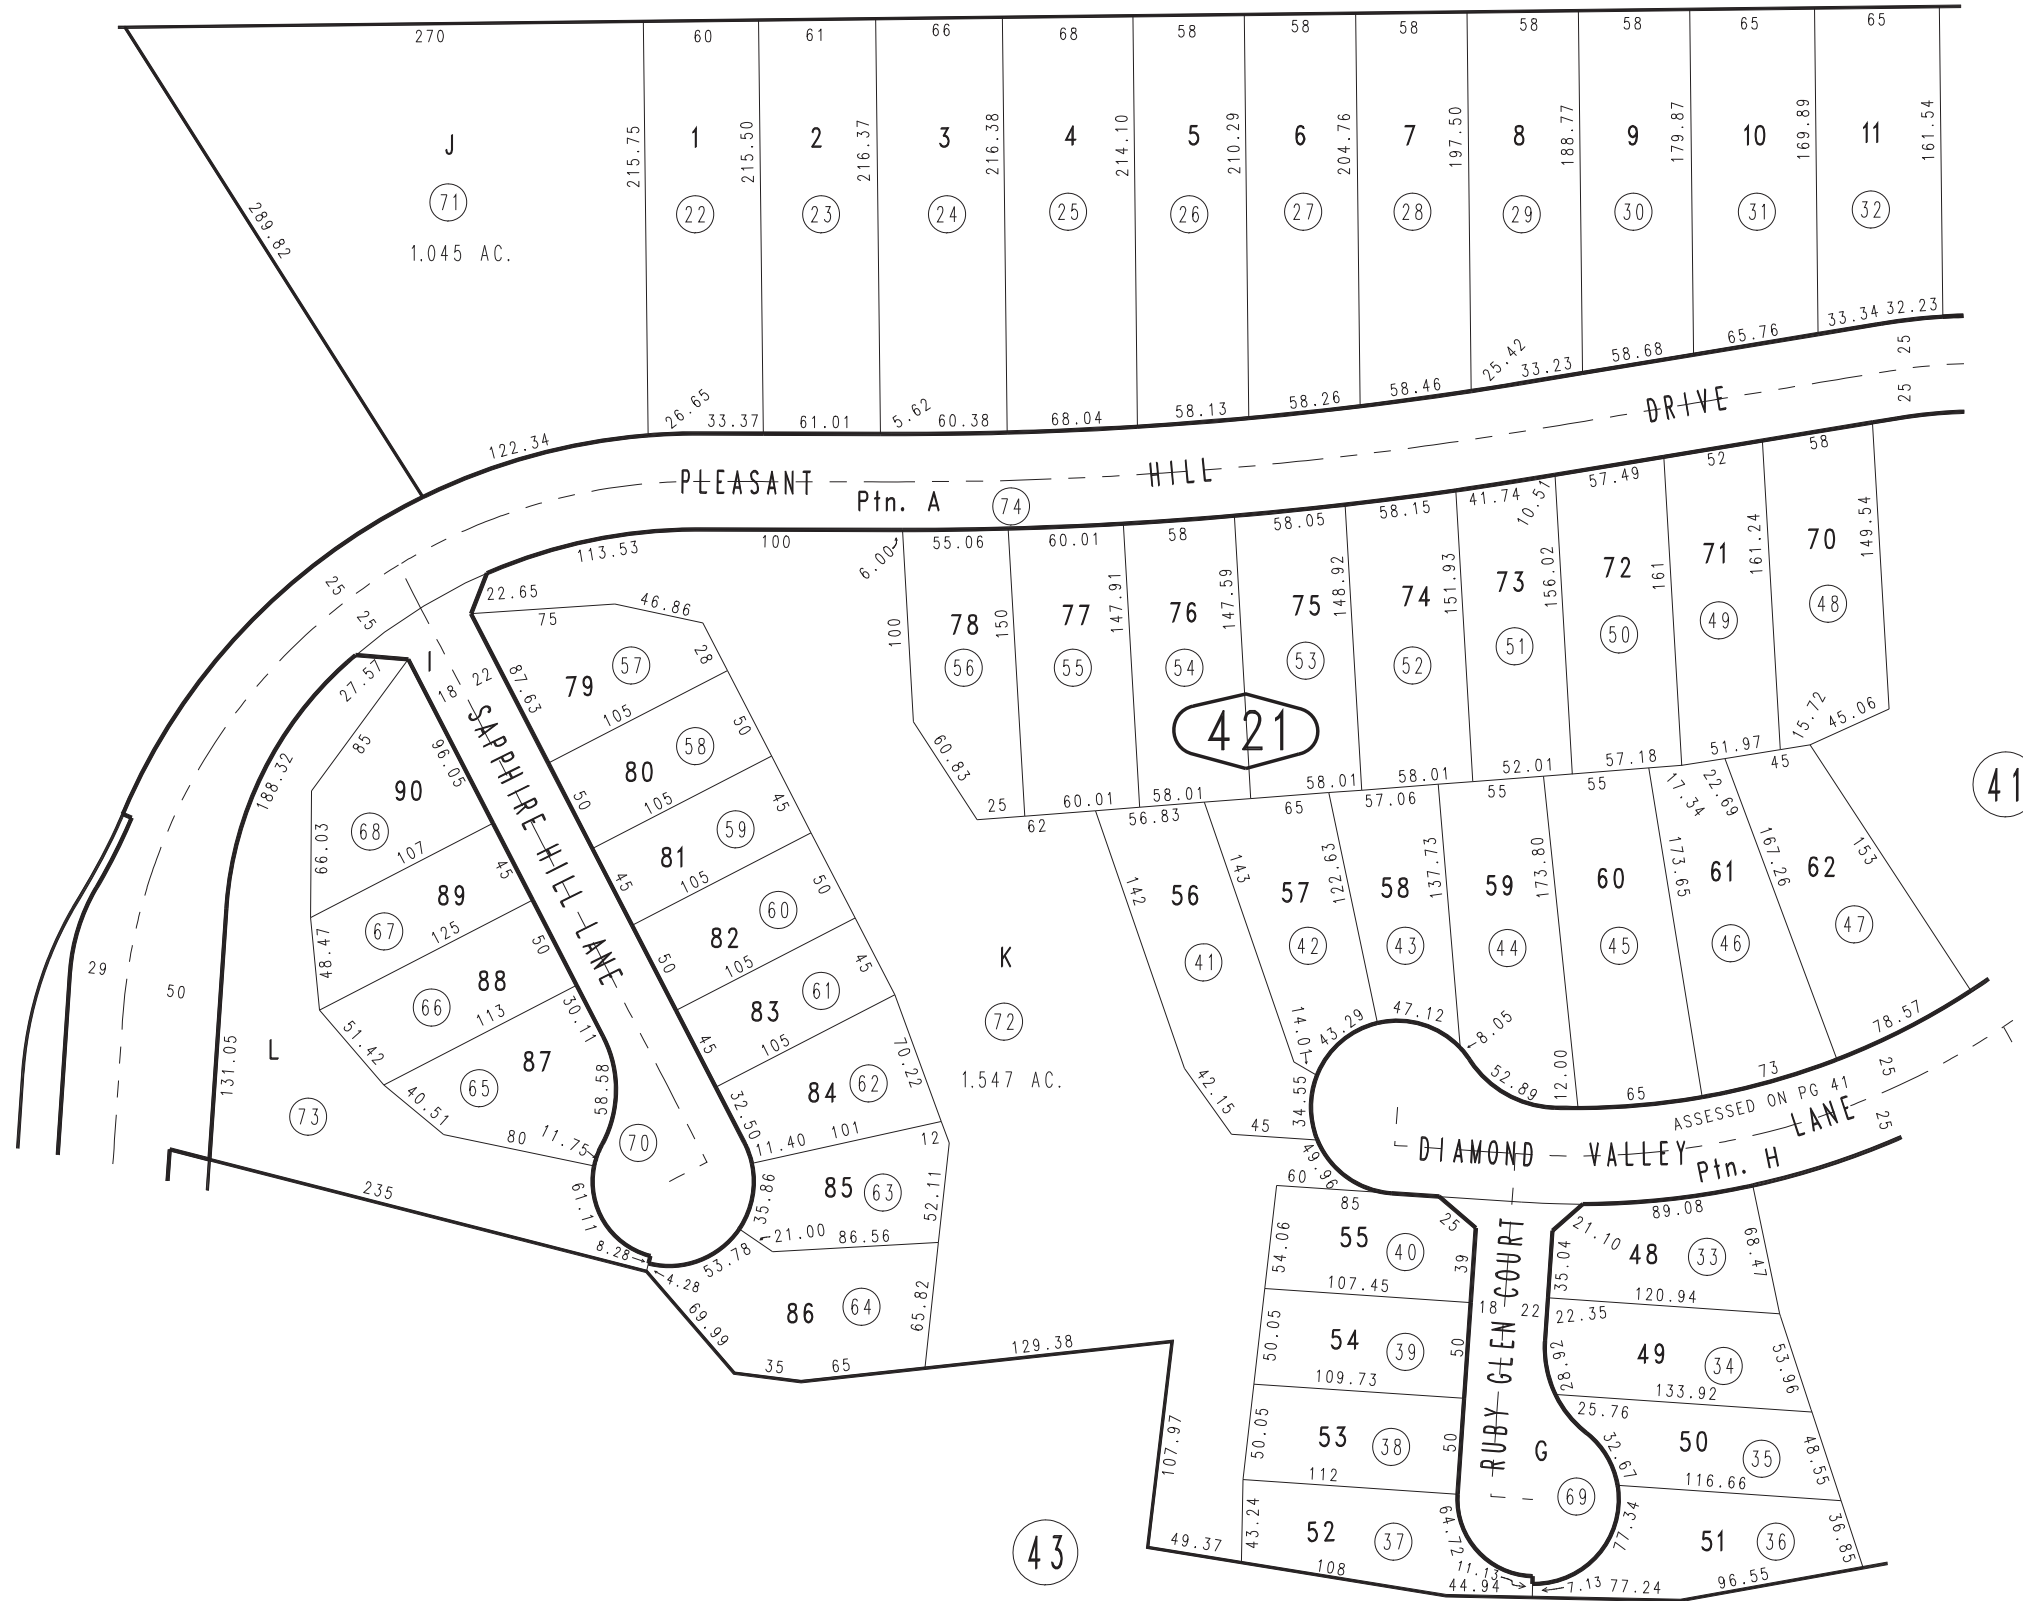 270 60 61 66 68 58 58 58 58 58 65 65
J 1 2 3 4 5 6 7 8 9 10 11
289.82 215.75 215.50 216.37 216.38 214.10 210.29 204.76 197.50 188.77 179.87 169.89 161.54
71 22 23 24 25 26 27 28 29 30 31 32
1.045 AC.
122.34 26.65 33.37 61.01 5.62 60.38 68.04 58.13 58.26 58.46 25.42 33.23 58.68 65.76 33.34 32.23
25
25
PLEASANT HILL DRIVE
Ptn. A 74
25
25
113.53 100 6.00 55.06 60.01 58 58.05 58.15 41.74 10.51 57.49 52 58
100 150 147.91 147.59 148.92 151.93 156.02 161 161.24 149.54
78 77 76 75 74 73 72 71 70
56 55 54 53 52 51 50 49 48
421
60.83 25 60.01 58.01 58.01 58.01 52.01 57.18 51.97 15.72 45.06
62 56.83 65 57.06 55 55 17.34 22.69 45
41
22.65 46.86
75 28
79 57
87.63 105
50
80 58
50 105
45
81 59
45 105
50
82 60
50 105
45
83 61
45 105
70.22
84 62
32.50 11.40 101 12
85 63
35.86 52.11
21.00 86.56
53.78
86 64
65.82
8.28 4.28
69.99 35 65 129.38
107.97
49.37
I
18 22
SAPPHIRE HILL LANE
70
27.57
85 96.05
188.32
90
68
66.03 107
45
89
67
48.47 125
50
88
66
51.42 113 30.11
87
65
40.51 58.58
80 11.75
61.11
29 50
131.05
L
73
235
K
72
1.547 AC.
142 143 122.93 137.73 173.80 173.65 167.26 153
56 57 58 59 60 61 62
41 42 43 44 45 46 47
42.15 14.01 43.29 47.12 8.05 52.89 12.00 65 73 78.57
45 34.55
49.96
ASSESSED ON PG 41
25
25
DIAMOND VALLEY LANE
Ptn. H
60 85 25 21.10 89.08
54.06 55 40 39 35.04 48 33 68.47
107.45 18 22 22.35 120.94
50.05 54 39 50 28.92 49 34 53.96
109.73 25.76 133.92
50.05 53 38 50 32.67 50 35 48.55
112 116.66
43.24 52 37 64.72 77.34 51 36 36.85
108 44.94 11.13 7.13 77.24 96.55
RUBY GLEN COURT
G
69
43